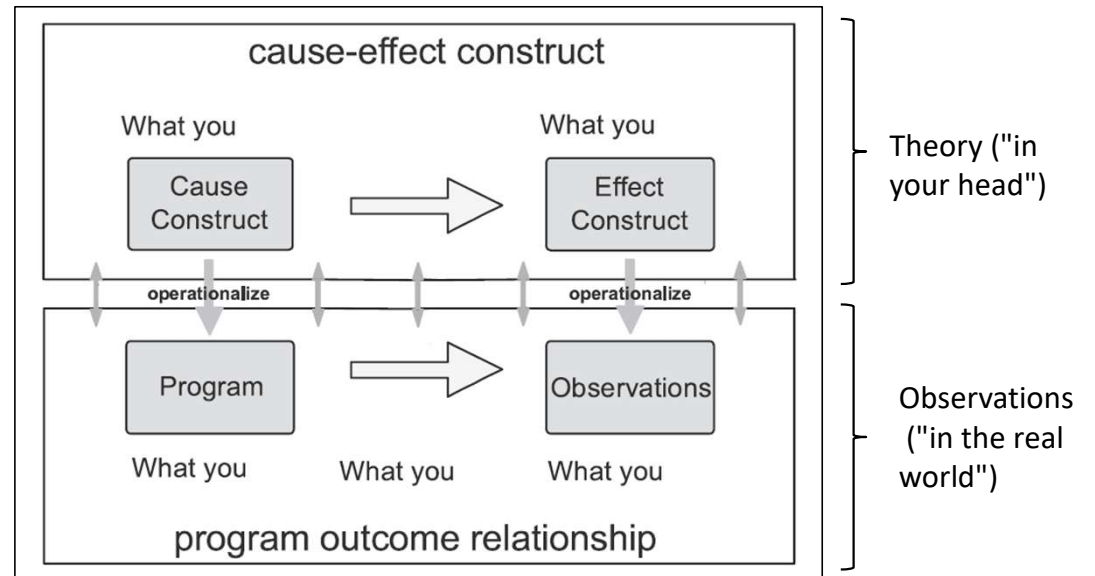 cause-effect construct
What you
What you
Cause
Construct
Effect
Construct
Theory ("in
your head")
operationalize
operationalize
Program
Observations
What you
What you
What you
program outcome relationship
Observations
("in the real
world")